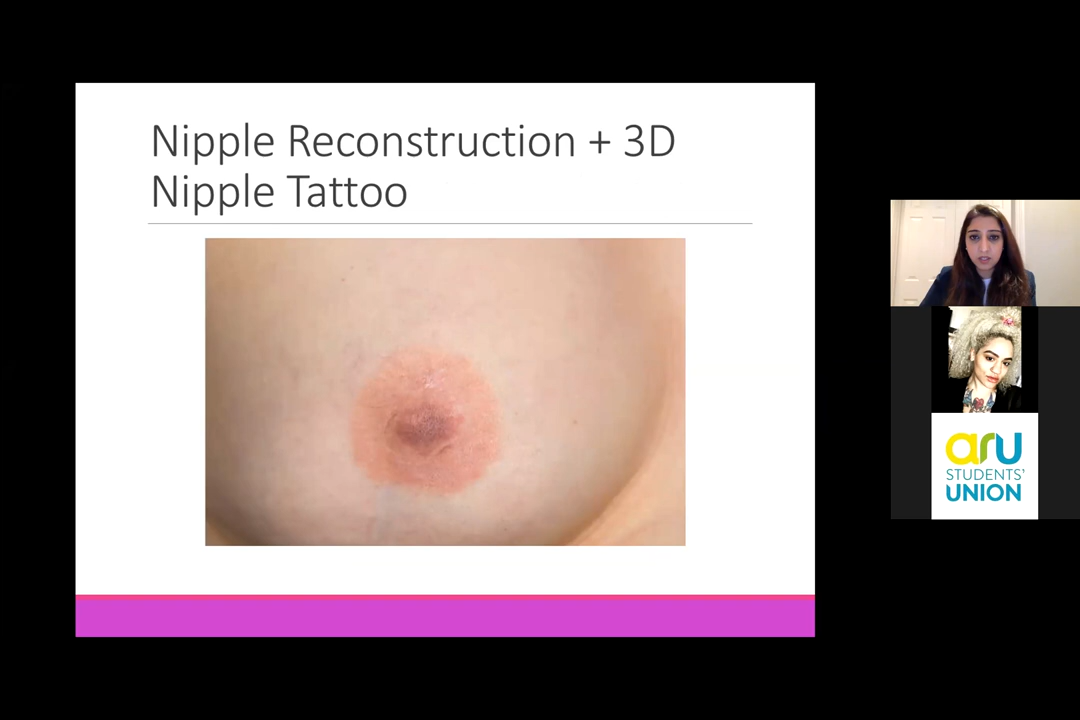 Nipple Reconstruction + 3D
Nipple Tattoo
aru
STUDENTS'
UNION